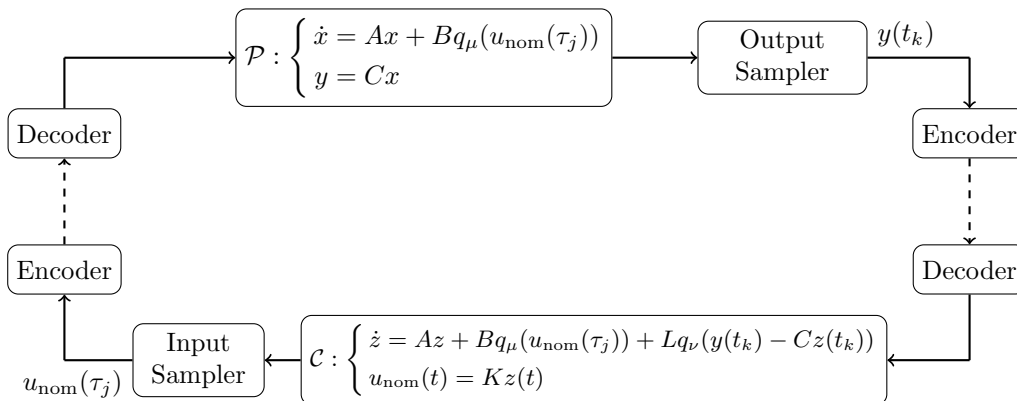 𝒫 : { ẋ = Ax + Bq_μ(u_nom(τ_j))
y = Cx
Output
Sampler
y(t_k)
Decoder
Encoder
Encoder
Decoder
Input
Sampler
u_nom(τ_j)
𝒞 : { ż = Az + Bq_μ(u_nom(τ_j)) + Lq_ν(y(t_k) − Cz(t_k))
u_nom(t) = Kz(t)